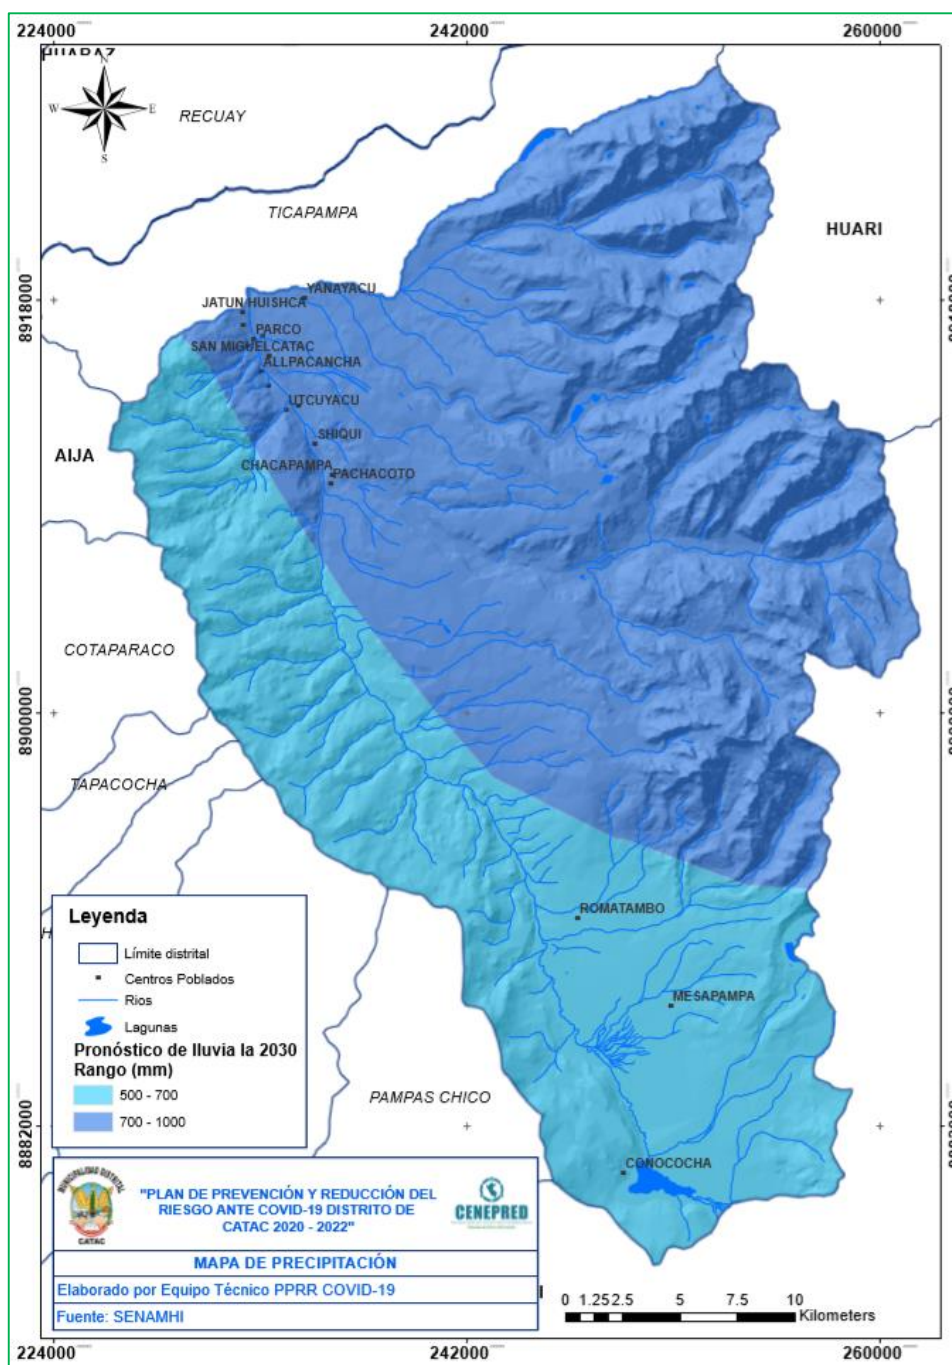 224000
242000
260000
HUARAZ
N
W
E
S
RECUAY
TICAPAMPA
HUARI
8918000
YANAYACU
JATUN HUISHCA
PARCO
SAN MIGUELCATAC
ALLPACANCHA
UTCUYACU
SHIQUI
AIJA
CHACAPAMPA
PACHACOTO
COTAPARACO
8900000
TAPACOCHA
ROMATAMBO
MESAPAMPA
PAMPAS CHICO
8882000
CONOCOCHA
Leyenda
Límite distrital
Centros Poblados
Rios
Lagunas
Pronóstico de lluvia la 2030
Rango (mm)
500 - 700
700 - 1000
MUNICIPALIDAD DISTRITAL
CATAC
"PLAN DE PREVENCIÓN Y REDUCCIÓN DEL
RIESGO ANTE COVID-19 DISTRITO DE
CATAC 2020 - 2022"
CENEPRED
MAPA DE PRECIPITACIÓN
Elaborado por Equipo Técnico PPRR COVID-19
Fuente: SENAMHI
0 1.25 2.5 5 7.5 10
Kilometers
224000
242000
260000